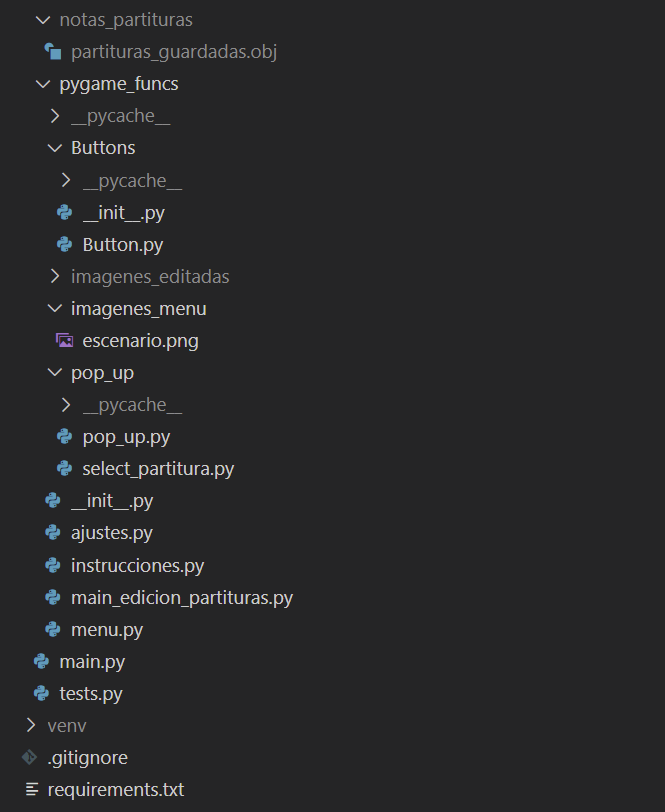 notas_partituras
partituras_guardadas.obj
pygame_funcs
__pycache__
Buttons
__pycache__
__init__.py
Button.py
imagenes_editadas
imagenes_menu
escenario.png
pop_up
__pycache__
pop_up.py
select_partitura.py
__init__.py
ajustes.py
instrucciones.py
main_edicion_partituras.py
menu.py
main.py
tests.py
venv
.gitignore
requirements.txt